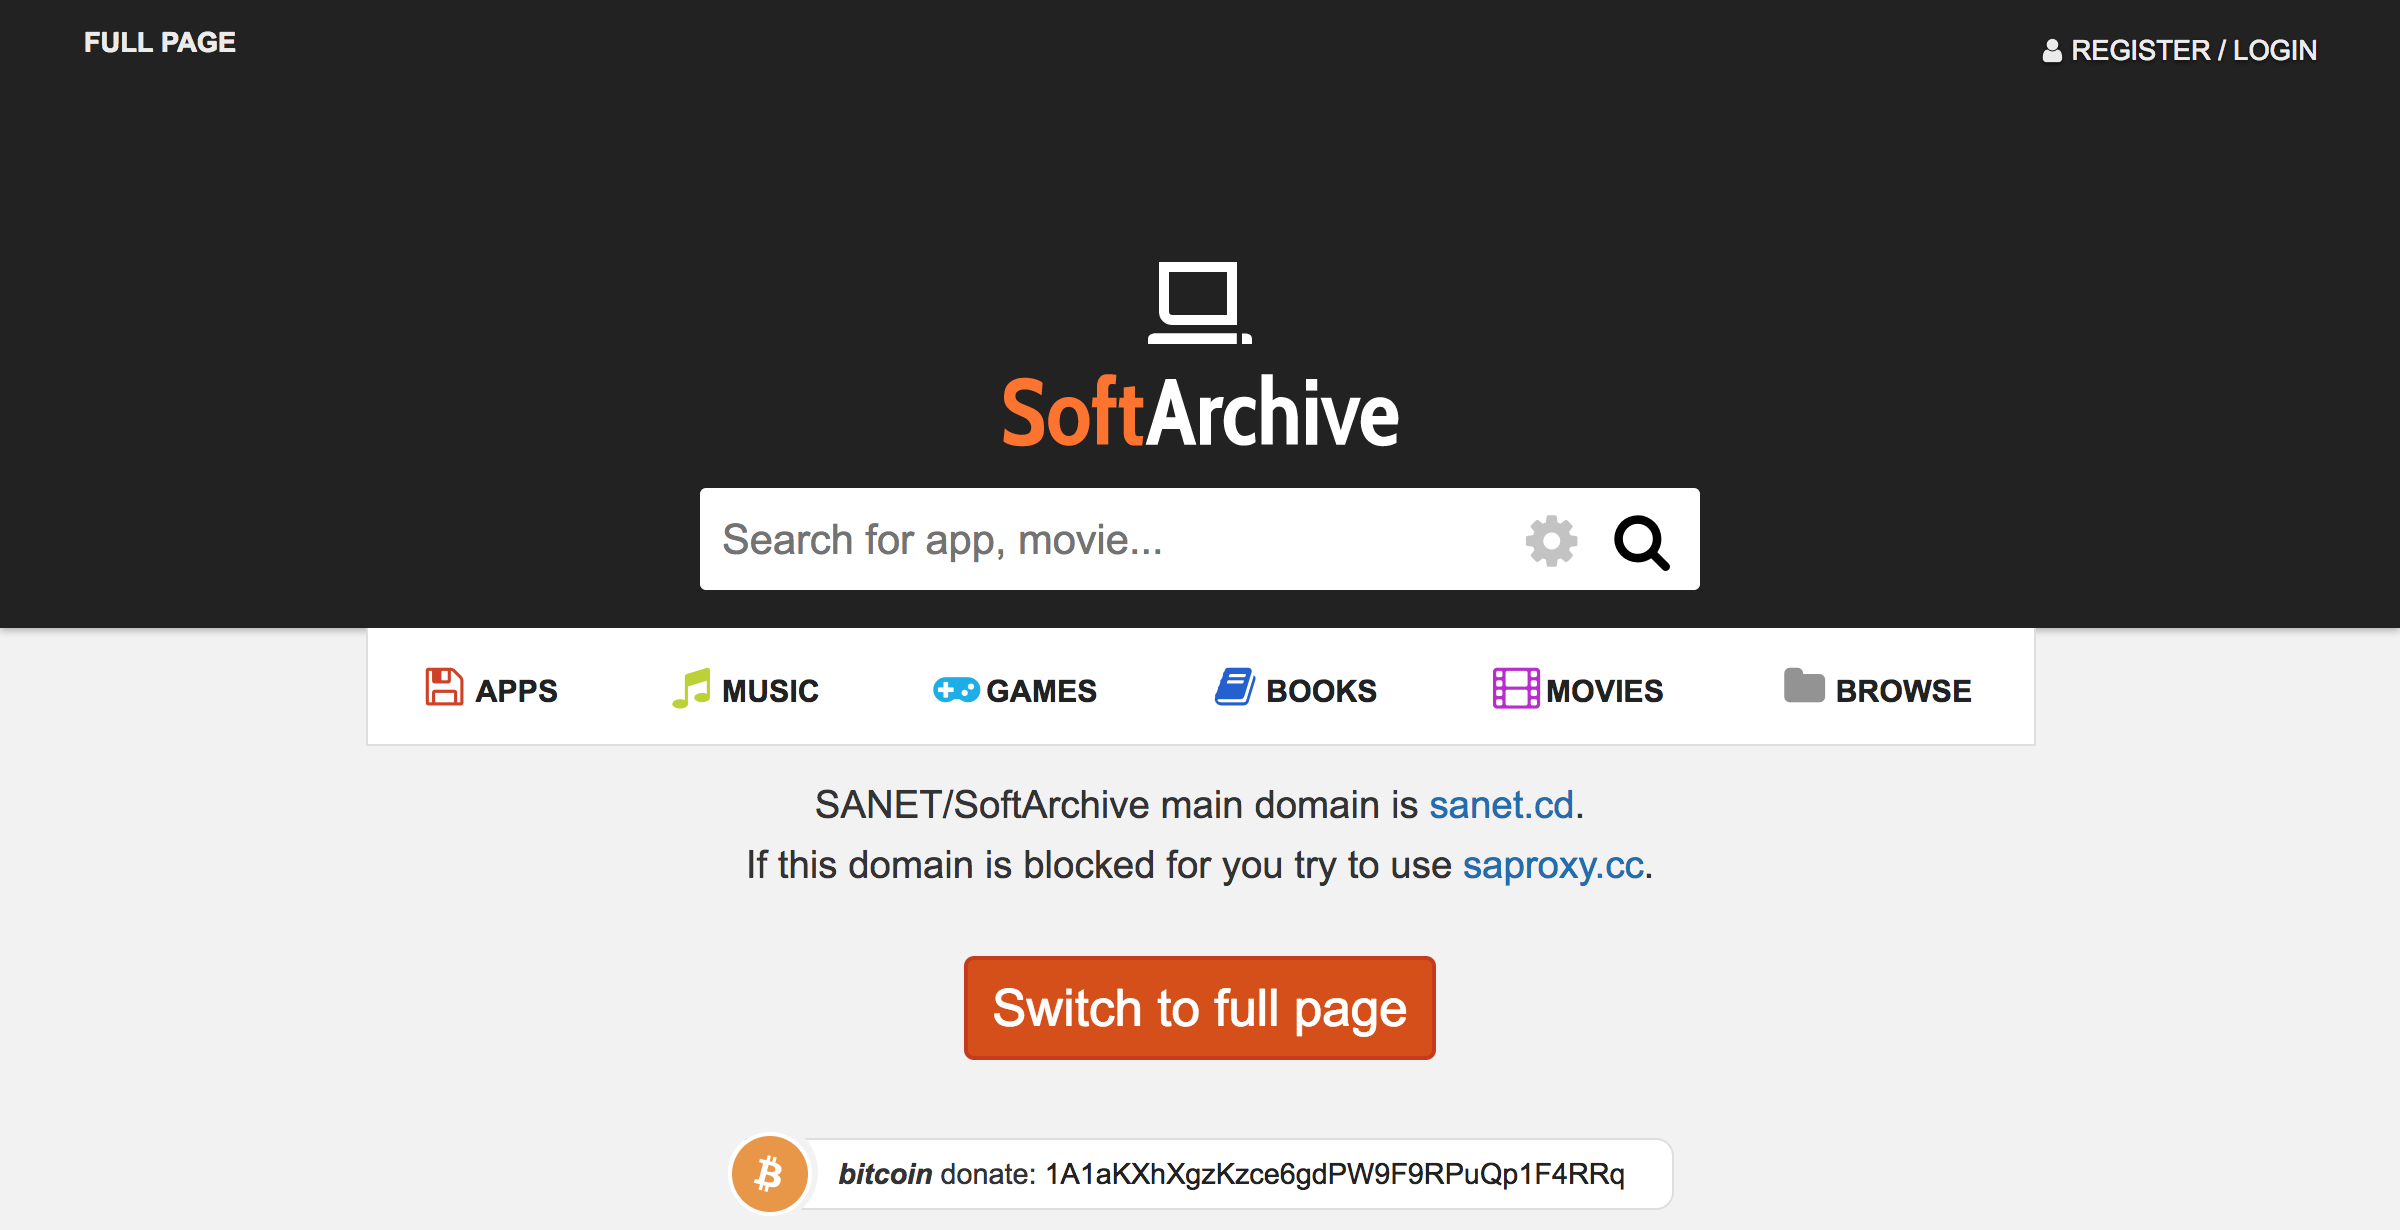 FULL PAGE
REGISTER / LOGIN
SoftArchive
Search for app, movie...
APPS
MUSIC
GAMES
BOOKS
MOVIES
BROWSE
SANET/SoftArchive main domain is sanet.cd.
If this domain is blocked for you try to use saproxy.cc.
Switch to full page
bitcoin donate: 1A1aKXhXgzKzce6gdPW9F9RPuQp1F4RRq